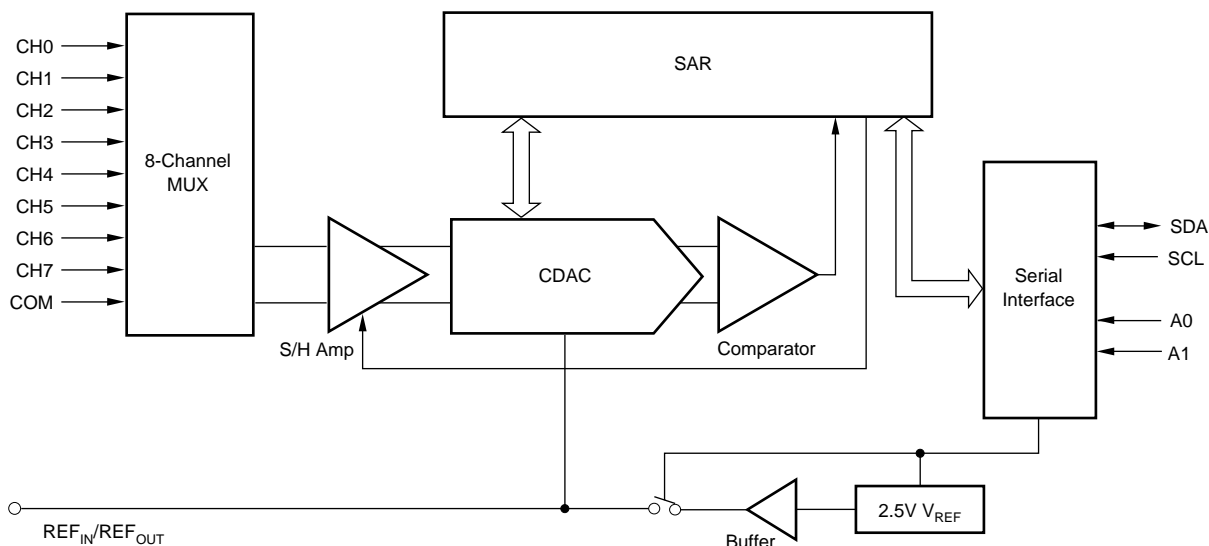 CH0
CH1
CH2
CH3
CH4
CH5
CH6
CH7
COM
8-Channel
MUX
SAR
S/H Amp
CDAC
Comparator
Serial
Interface
SDA
SCL
A0
A1
REFIN/REFOUT
Buffer
2.5V VREF